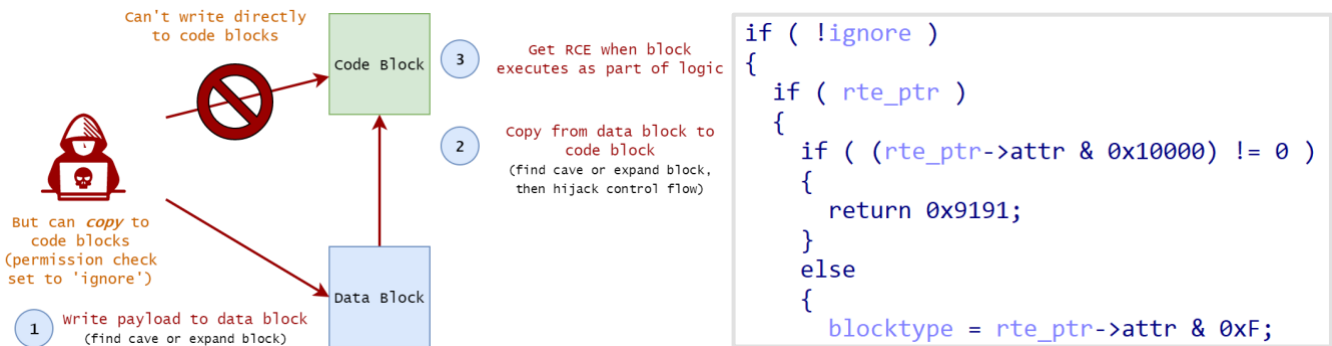 Can't write directly
to code blocks
Code Block
3
Get RCE when block
executes as part of logic
2
Copy from data block to
code block
(find cave or expand block,
then hijack control flow)
But can copy to
code blocks
(permission check
set to 'ignore')
Data Block
1
Write payload to data block
(find cave or expand block)
if ( !ignore )
{
if ( rte_ptr )
{
if ( (rte_ptr->attr & 0x10000) != 0 )
{
return 0x9191;
}
else
{
blocktype = rte_ptr->attr & 0xF;